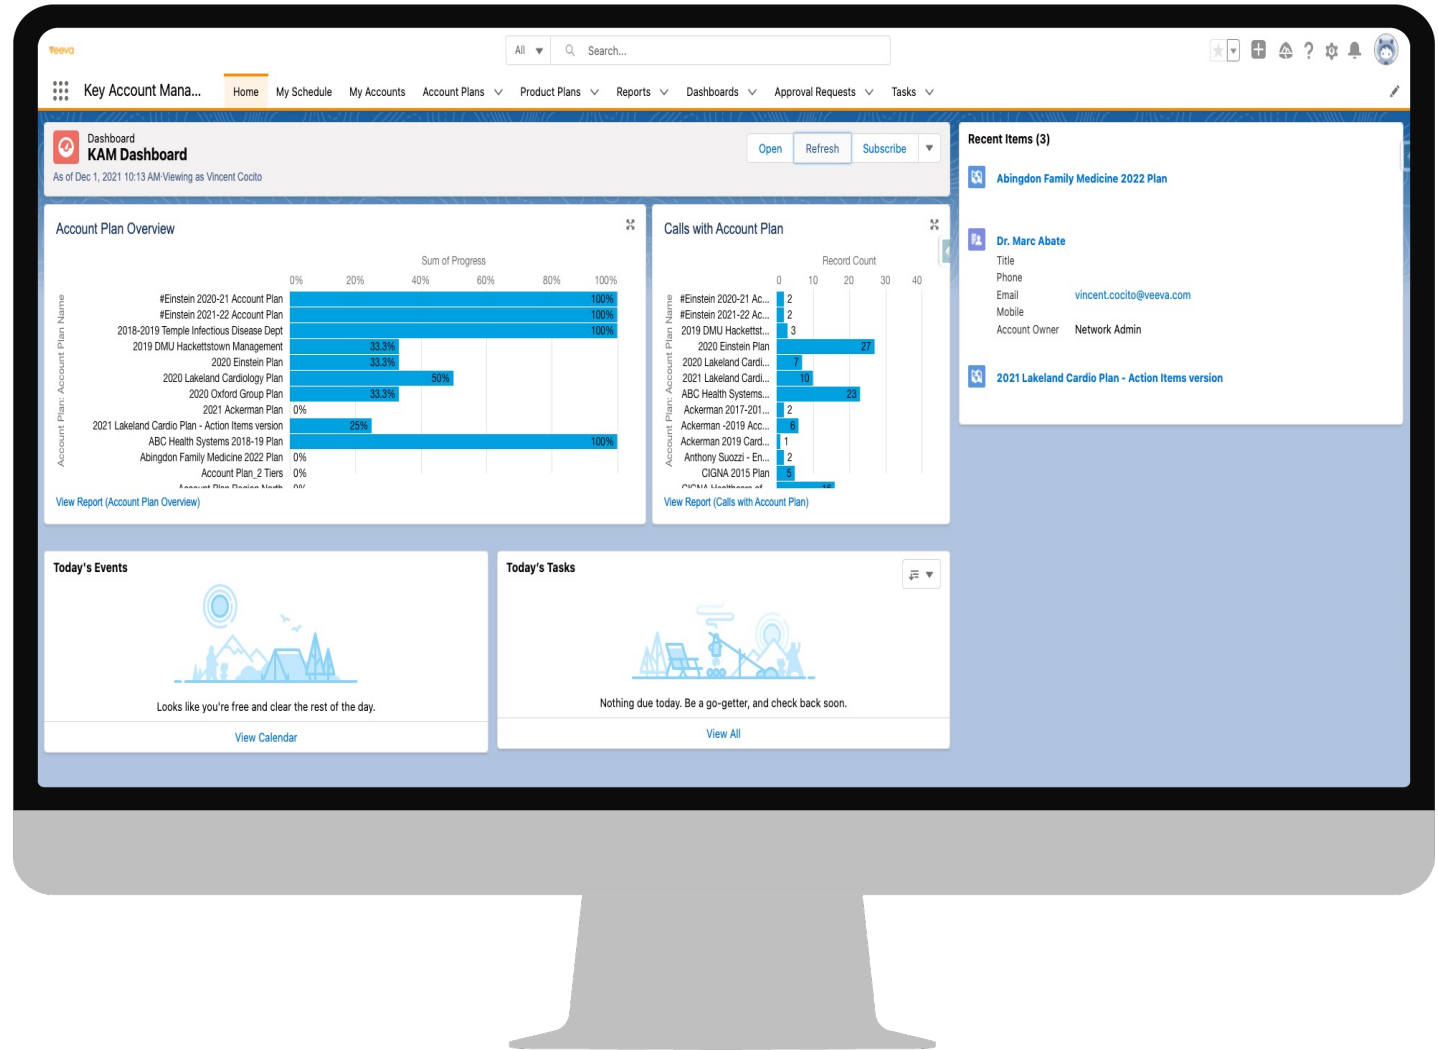 veeva
All
Search...
Key Account Mana...
Home
My Schedule
My Accounts
Account Plans
Product Plans
Reports
Dashboards
Approval Requests
Tasks
Dashboard
KAM Dashboard
As of Dec 1, 2021 10:13 AM·Viewing as Vincent Cocito
Open
Refresh
Subscribe
Account Plan Overview
Sum of Progress
0% 20% 40% 60% 80% 100%
Account Plan: Account Plan Name
#Einstein 2020-21 Account Plan 100%
#Einstein 2021-22 Account Plan 100%
2018-2019 Temple Infectious Disease Dept 100%
2019 DMU Hackettstown Management 33.3%
2020 Einstein Plan 33.3%
2020 Lakeland Cardiology Plan 50%
2020 Oxford Group Plan 33.3%
2021 Ackerman Plan 0%
2021 Lakeland Cardio Plan - Action Items version 25%
ABC Health Systems 2018-19 Plan 100%
Abingdon Family Medicine 2022 Plan 0%
Account Plan_2 Tiers 0%
Account Plan Region North 0%
View Report (Account Plan Overview)
Calls with Account Plan
Record Count
0 10 20 30 40
Account Plan: Account Plan Name
#Einstein 2020-21 Ac... 2
#Einstein 2021-22 Ac... 2
2019 DMU Hackettst... 3
2020 Einstein Plan 27
2020 Lakeland Cardi... 7
2021 Lakeland Cardi... 10
ABC Health Systems... 23
Ackerman 2017-201... 2
Ackerman -2019 Acc... 6
Ackerman 2019 Card... 1
Anthony Suozzi - En... 2
CIGNA 2015 Plan 5
CIGNA Healthcare of... 16
View Report (Calls with Account Plan)
Recent Items (3)
Abingdon Family Medicine 2022 Plan
Dr. Marc Abate
Title
Phone
Email vincent.cocito@veeva.com
Mobile
Account Owner Network Admin
2021 Lakeland Cardio Plan - Action Items version
Today's Events
Looks like you're free and clear the rest of the day.
View Calendar
Today's Tasks
Nothing due today. Be a go-getter, and check back soon.
View All